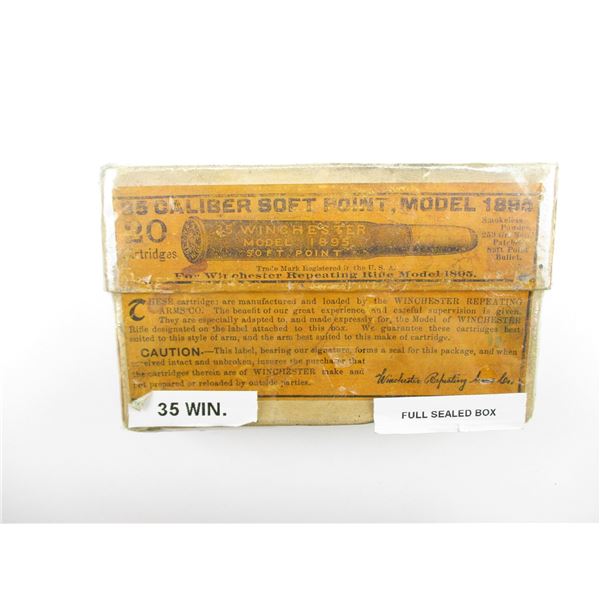 35 CALIBER SOFT POINT, MODEL 1895
20
Cartridges
35 WINCHESTER
MODEL 1895
SOFT POINT
Smokeless
Powder
Patched
Soft Point
Bullet.
Trade Mark Registered in the U. S. A.
For Winchester Repeating Rifle Model 1895.
THESE cartridges are manufactured and loaded by the WINCHESTER REPEATING
ARMS CO. The benefit of our great experience and careful supervision is given.
They are especially adapted to, and made expressly for, the Model of WINCHESTER
Rifle designated on the label attached to this box. We guarantee these cartridges best
suited to this style of arm, and the arm best suited to this make of cartridge.
CAUTION.—This label, bearing our signature, forms a seal for this package, and when
received intact and unbroken, insures the purchaser that
the cartridges therein are of WINCHESTER make and
not prepared or reloaded by outside parties.
Winchester Repeating Arms Co.
35 WIN.
FULL SEALED BOX